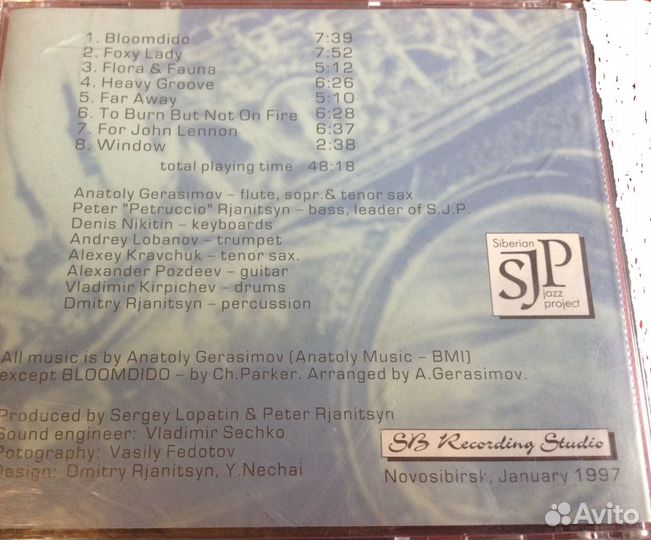 1. Bloomdido 7:39
2. Foxy Lady 7:52
3. Flora & Fauna 5:12
4. Heavy Groove 6:26
5. Far Away 5:10
6. To Burn But Not On Fire 6:28
7. For John Lennon 6:37
8. Window 2:38
total playing time 48:18
Anatoly Gerasimov – flute, sopr.& tenor sax
Peter "Petruccio" Rjanitsyn – bass, leader of S.J.P.
Denis Nikitin – keyboards
Andrey Lobanov – trumpet
Alexey Kravchuk – tenor sax.
Alexander Pozdeev – guitar
Vladimir Kirpichev – drums
Dmitry Rjanitsyn – percussion
Siberian
SJP
jazz
project
All music is by Anatoly Gerasimov (Anatoly Music – BMI)
except BLOOMDIDO – by Ch.Parker. Arranged by A.Gerasimov.
Produced by Sergey Lopatin & Peter Rjanitsyn
Sound engineer: Vladimir Sechko
Potography: Vasily Fedotov
Design: Dmitry Rjanitsyn, Y.Nechai
SB Recording Studio
Novosibirsk, January 1997
Avito